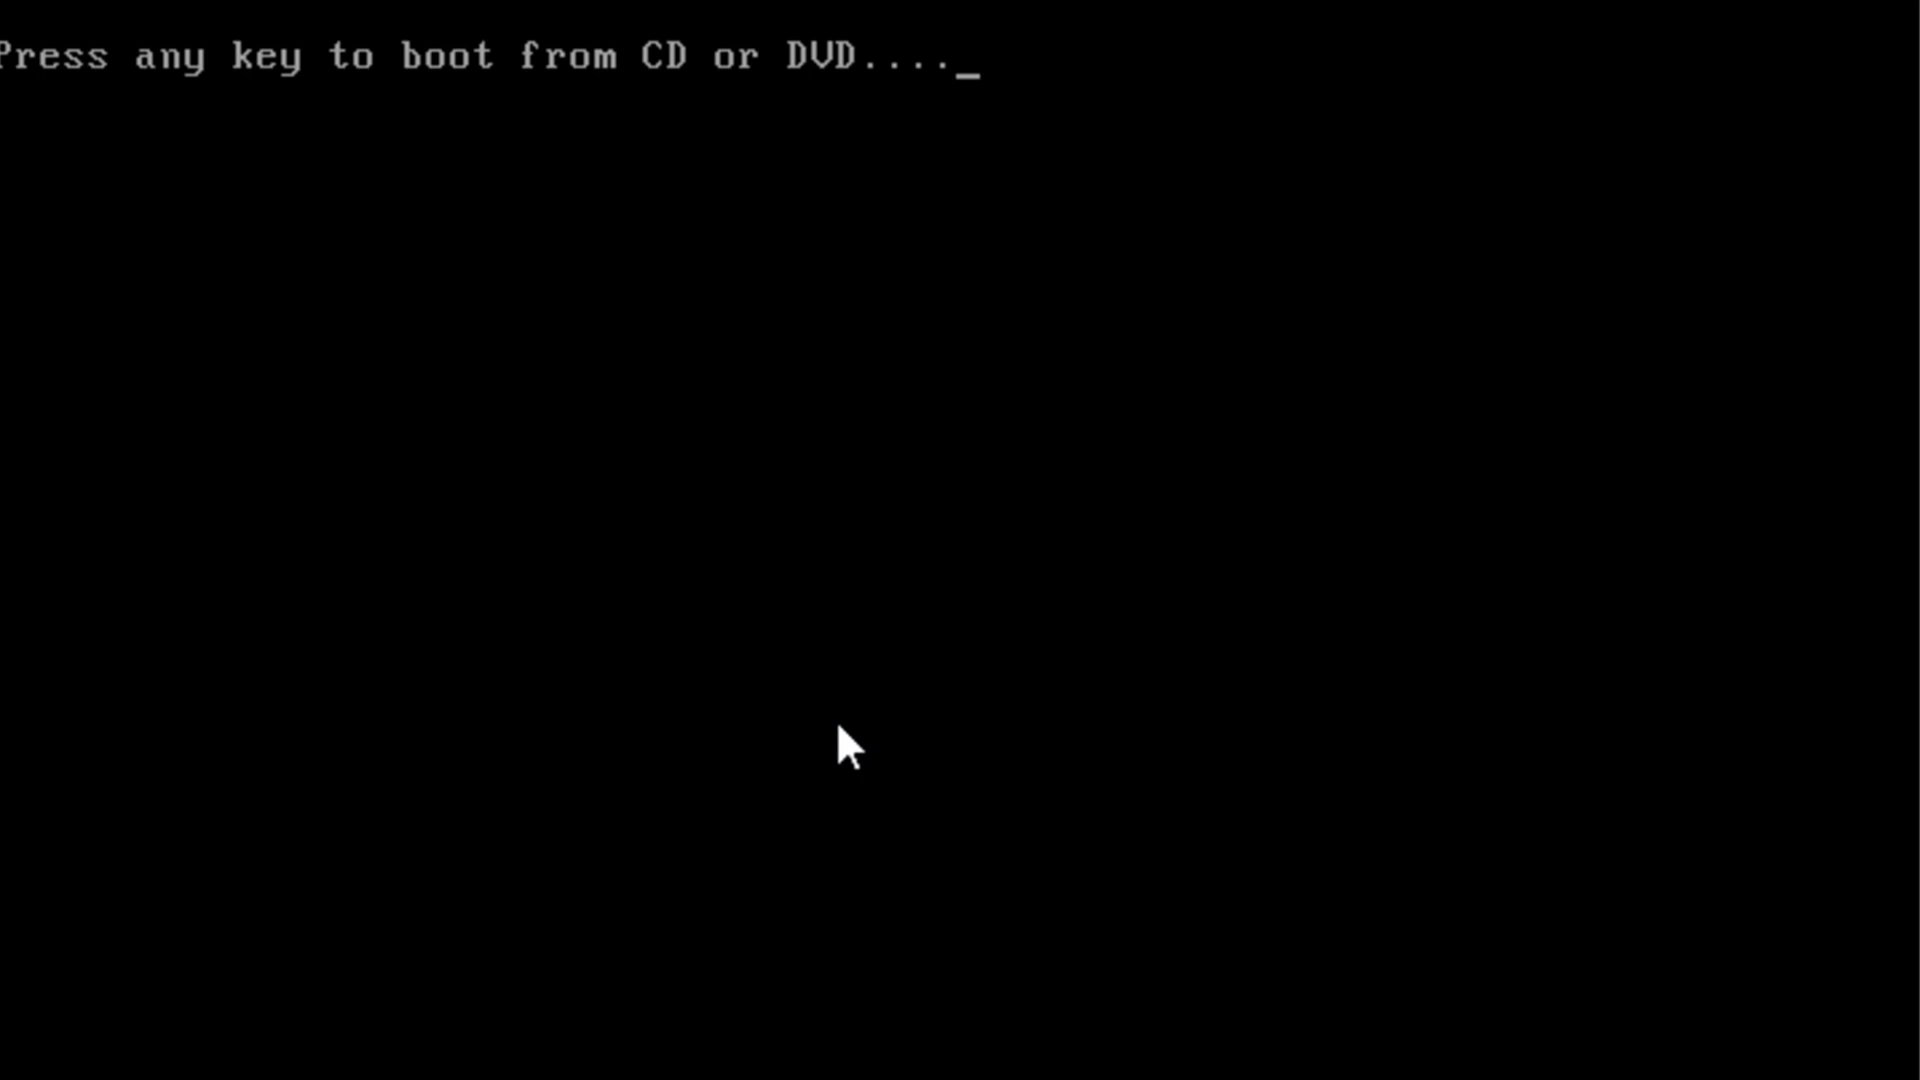 Press any key to boot from CD or DVD...._